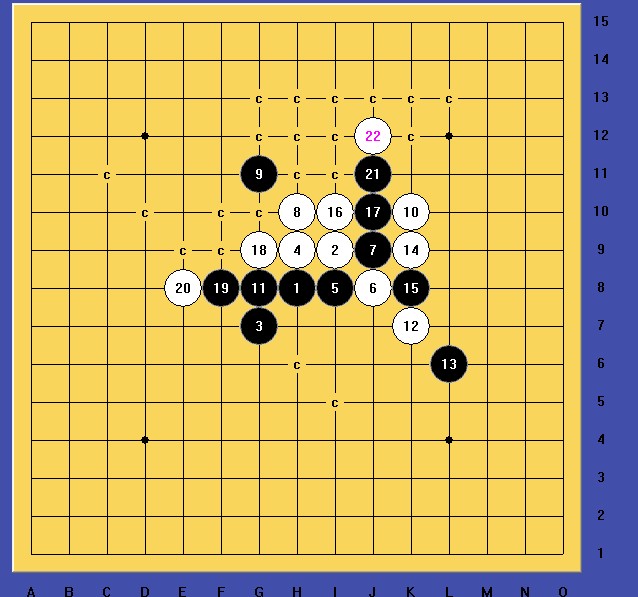 15
14
c c c c c c 13
c c c 22 c 12
c 9 c c 21 11
c c c 8 16 17 10 10
c c 18 4 2 7 14 9
20 19 11 1 5 6 15 8
3 12 7
c 13 6
c 5
4
3
2
1
A B C D E F G H I J K L M N O